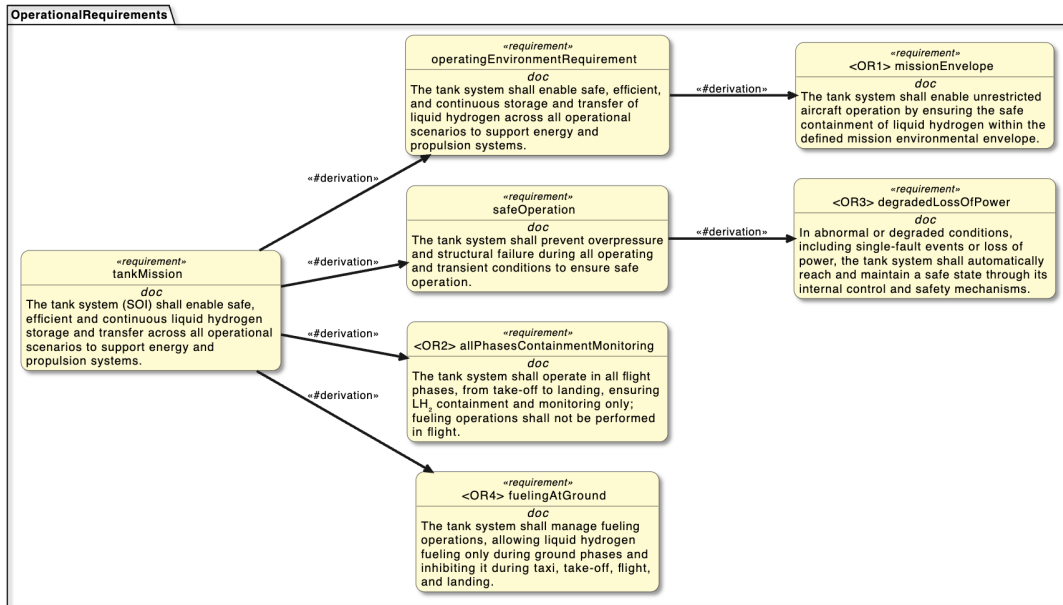 OperationalRequirements
«requirement»
operatingEnvironmentRequirement
doc
The tank system shall enable safe, efficient,
and continuous storage and transfer of
liquid hydrogen across all operational
scenarios to support energy and
propulsion systems.
«#derivation»
«requirement»
<OR1> missionEnvelope
doc
The tank system shall enable unrestricted
aircraft operation by ensuring the safe
containment of liquid hydrogen within the
defined mission environmental envelope.
«#derivation»
«requirement»
safeOperation
doc
The tank system shall prevent overpressure
and structural failure during all operating
and transient conditions to ensure safe
operation.
«#derivation»
«requirement»
<OR3> degradedLossOfPower
doc
In abnormal or degraded conditions,
including single-fault events or loss of
power, the tank system shall automatically
reach and maintain a safe state through its
internal control and safety mechanisms.
«requirement»
tankMission
doc
The tank system (SOI) shall enable safe,
efficient and continuous liquid hydrogen
storage and transfer across all operational
scenarios to support energy and
propulsion systems.
«#derivation»
«#derivation»
«#derivation»
«requirement»
<OR2> allPhasesContainmentMonitoring
doc
The tank system shall operate in all flight
phases, from take-off to landing, ensuring
LH₂ containment and monitoring only;
fueling operations shall not be performed
in flight.
«requirement»
<OR4> fuelingAtGround
doc
The tank system shall manage fueling
operations, allowing liquid hydrogen
fueling only during ground phases and
inhibiting it during taxi, take-off, flight,
and landing.